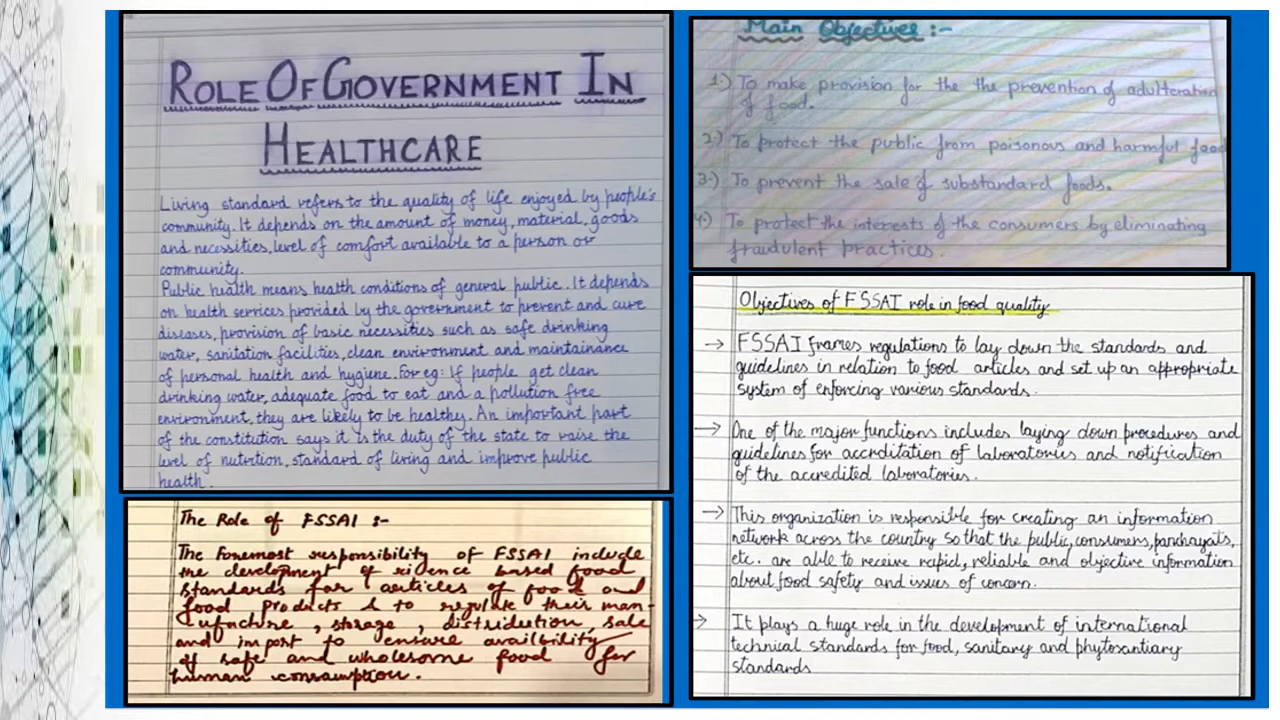 ROLE OF GOVERNMENT IN
HEALTHCARE
Living standard refers to the quality of life enjoyed by people's
community. It depends on the amount of money, material, goods
and necessities, level of comfort available to a person or
community.
Public health means health conditions of general public. It depends
on health services provided by the government to prevent and cure
diseases, provision of basic necessities such as safe drinking
water, sanitation facilities, clean environment and maintainance
of personal health and hygiene. For eg: If people get clean
drinking water, adequate food to eat and a pollution free
environment, they are likely to be healthy. An important part
of the constitution says it is the duty of the state to raise the
level of nutrition, standard of living and improve public
health.
The Role of FSSAI :-
The Foremost responsibility of FSSAI include
the development of science based food
standards for articles of food and
food products & to regulate their man-
ufacture, storage, distribution, sale
and import to ensure availbility
of safe and wholesome food for
human consumption.
Main Objectives :-
1.) To make provision for the the prevention of adulteration
of food.
2.) To protect the public from poisonous and harmful food
3.) To prevent the sale of substandard foods.
4.) To protect the interests of the consumers by eliminating
fraudulent practices.
Objectives of FSSAI role in food quality
→ FSSAI frames regulations to lay down the standards and
guidelines in relation to food articles and set up an appropriate
system of enforcing various standards.
→ One of the major functions includes laying down procedures and
guidelines for accrditation of laboratories and notification
of the accredited laboratories.
→ This organization is responsible for creating an information
network across the country so that the public, consumers, panchayats,
etc. are able to receive rapid, reliable and objective information
about food safety and issues of concern.
→ It plays a huge role in the development of international
technical standards for food, sanitary and phytosantiary
standards